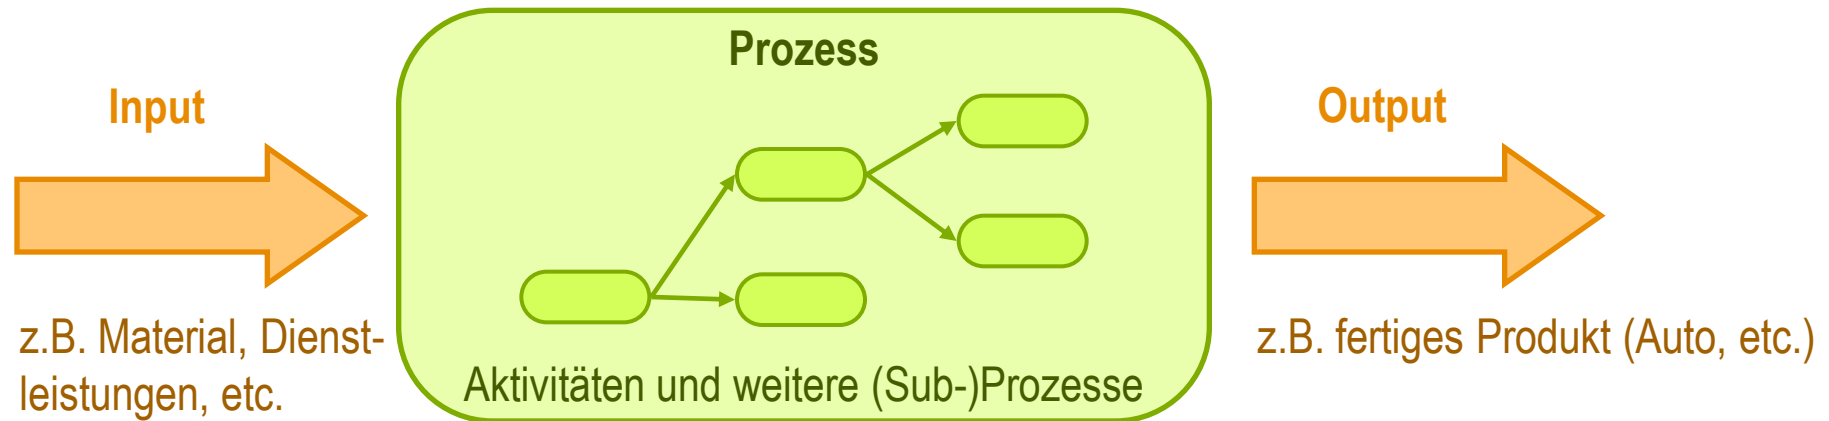 Prozess
Input
Output
z.B. Material, Dienst-
leistungen, etc.
Aktivitäten und weitere (Sub-)Prozesse
z.B. fertiges Produkt (Auto, etc.)